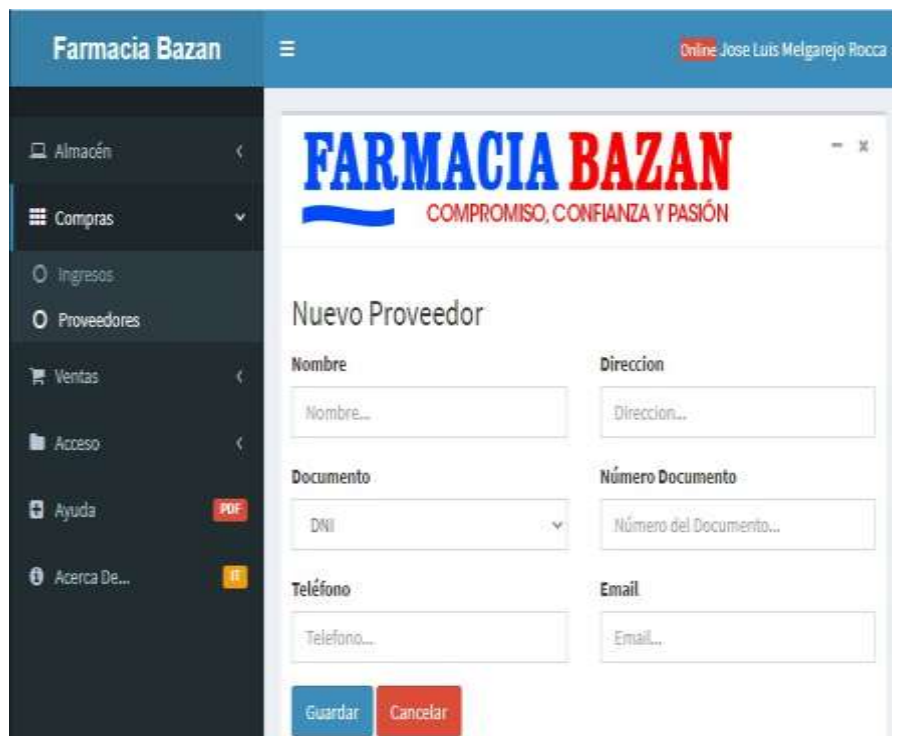 Farmacia Bazan
Online Jose Luis Melgarejo Rocca
Almacén
Compras
Ingresos
Proveedores
Ventas
Acceso
Ayuda PDF
Acerca De... IT
FARMACIA BAZAN
COMPROMISO, CONFIANZA Y PASIÓN
Nuevo Proveedor
Nombre
Nombre...
Direccion
Direccion...
Documento
DNI
Número Documento
Número del Documento...
Teléfono
Telefono...
Email
Email...
Guardar
Cancelar